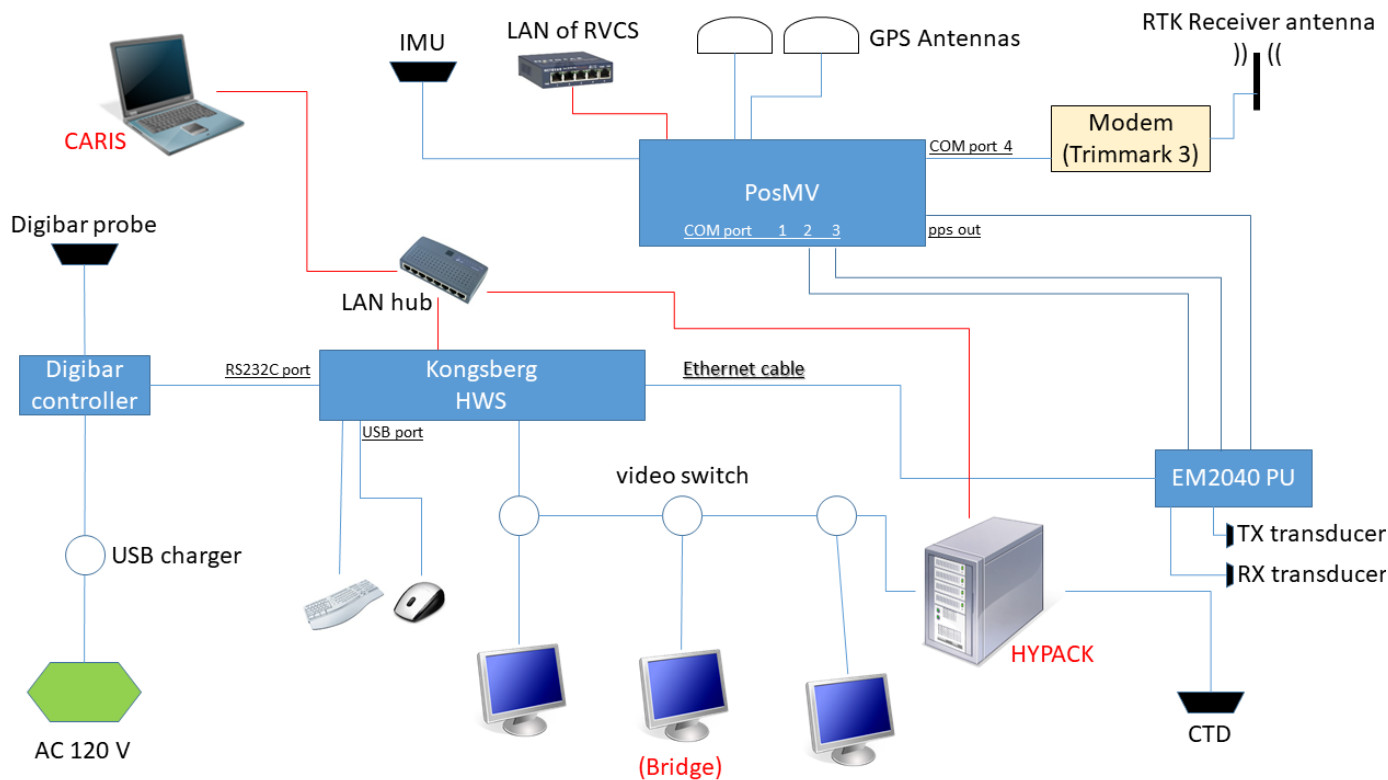 IMU
LAN of RVCS
GPS Antennas
RTK Receiver antenna
)) ((
NETGEAR
CARIS
Modem
(Trimmark 3)
COM port 4
PosMV
COM port 1 2 3
pps out
Digibar probe
LAN hub
Digibar
controller
RS232C port
Kongsberg
HWS
Ethernet cable
USB port
EM2040 PU
video switch
TX transducer
RX transducer
USB charger
HYPACK
AC 120 V
(Bridge)
CTD